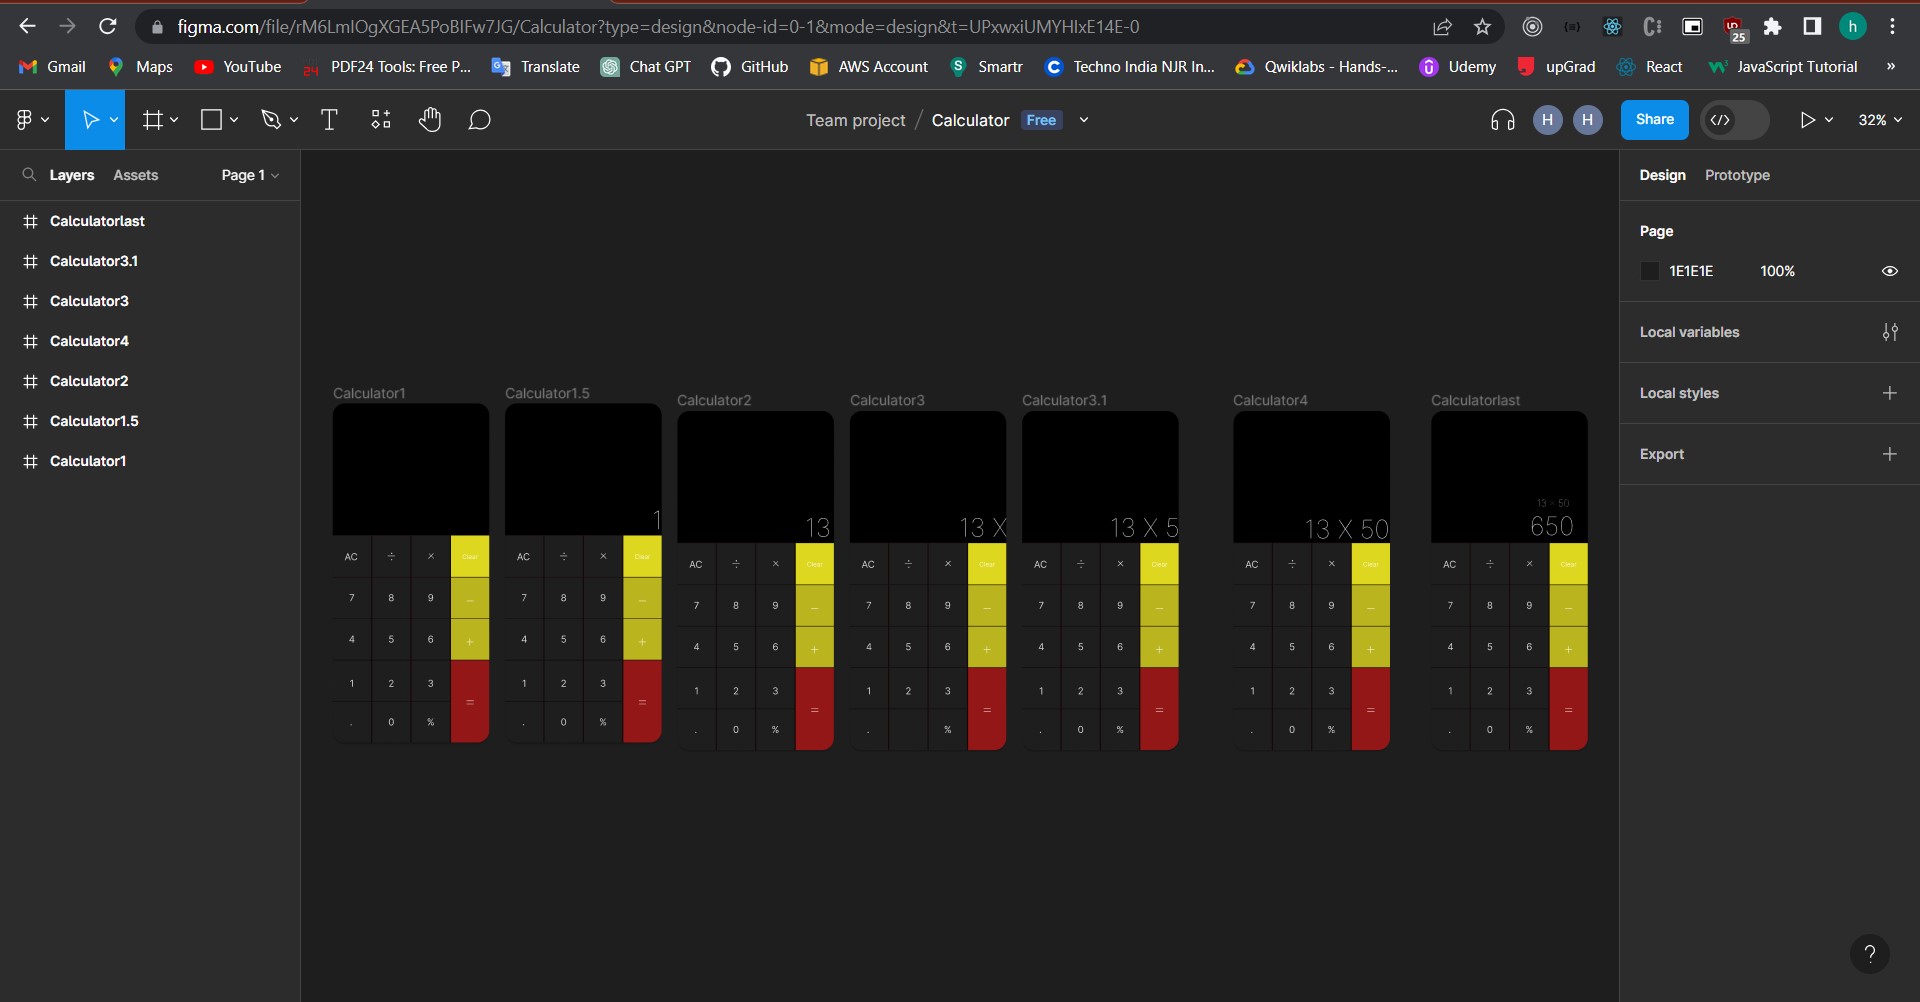 figma.com/file/rM6LmIOgXGEA5PoBIFw7JG/Calculator?type=design&node-id=0-1&mode=design&t=UPxwxiUMYHIxE14E-0
25
h
Gmail Maps YouTube PDF24 Tools: Free P... Translate Chat GPT GitHub AWS Account Smartr Techno India NJR In... Qwiklabs - Hands-... Udemy upGrad React JavaScript Tutorial »
Team project / Calculator Free
H H Share 32%
Layers Assets Page 1
Calculatorlast
Calculator3.1
Calculator3
Calculator4
Calculator2
Calculator1.5
Calculator1
Calculator1
AC ÷ × Clear
7 8 9 –
4 5 6 +
1 2 3 =
. 0 %
Calculator1.5
1
AC ÷ × Clear
7 8 9 –
4 5 6 +
1 2 3 =
. 0 %
Calculator2
13
AC ÷ × Clear
7 8 9 –
4 5 6 +
1 2 3 =
. 0 %
Calculator3
13 X
AC ÷ × Clear
7 8 9 –
4 5 6 +
1 2 3 =
. %
Calculator3.1
13 X 5
AC ÷ × Clear
7 8 9 –
4 5 6 +
1 2 3 =
. 0 %
Calculator4
13 X 50
AC ÷ × Clear
7 8 9 –
4 5 6 +
1 2 3 =
. 0 %
Calculatorlast
13 × 50
650
AC ÷ × Clear
7 8 9 –
4 5 6 +
1 2 3 =
. 0 %
Design Prototype
Page
1E1E1E 100%
Local variables
Local styles
Export
?